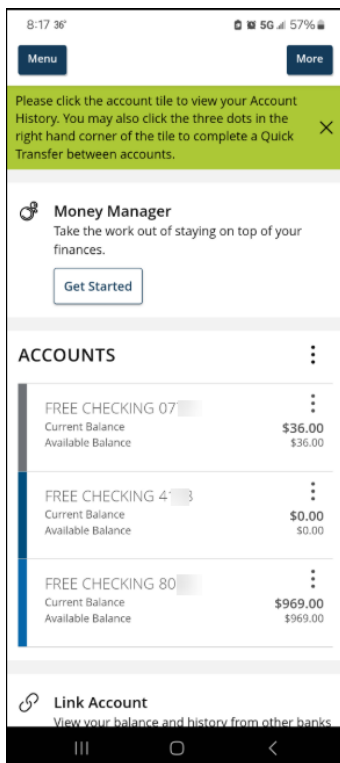 8:17 36° 5G 57%
Menu More
Please click the account tile to view your Account
History. You may also click the three dots in the
right hand corner of the tile to complete a Quick
Transfer between accounts.
Money Manager
Take the work out of staying on top of your
finances.
Get Started
ACCOUNTS
FREE CHECKING 07
Current Balance $36.00
Available Balance $36.00
FREE CHECKING
Current Balance $0.00
Available Balance $0.00
FREE CHECKING 80
Current Balance $969.00
Available Balance $969.00
Link Account
View your balance and history from other banks